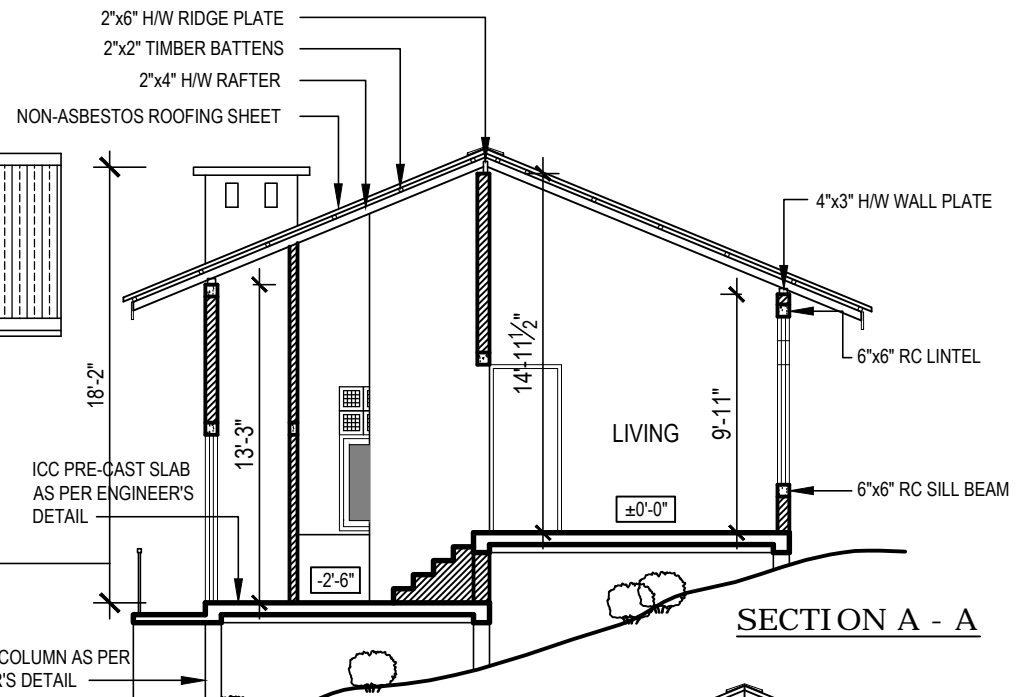 2"x6" H/W RIDGE PLATE
2"x2" TIMBER BATTENS
2"x4" H/W RAFTER
NON-ASBESTOS ROOFING SHEET
4"x3" H/W WALL PLATE
6"x6" RC LINTEL
18'-2"
13'-3"
14'-11½"
9'-11"
LIVING
ICC PRE-CAST SLAB
AS PER ENGINEER'S
DETAIL
6"x6" RC SILL BEAM
±0'-0"
-2'-6"
SECTION A - A
COLUMN AS PER
R'S DETAIL